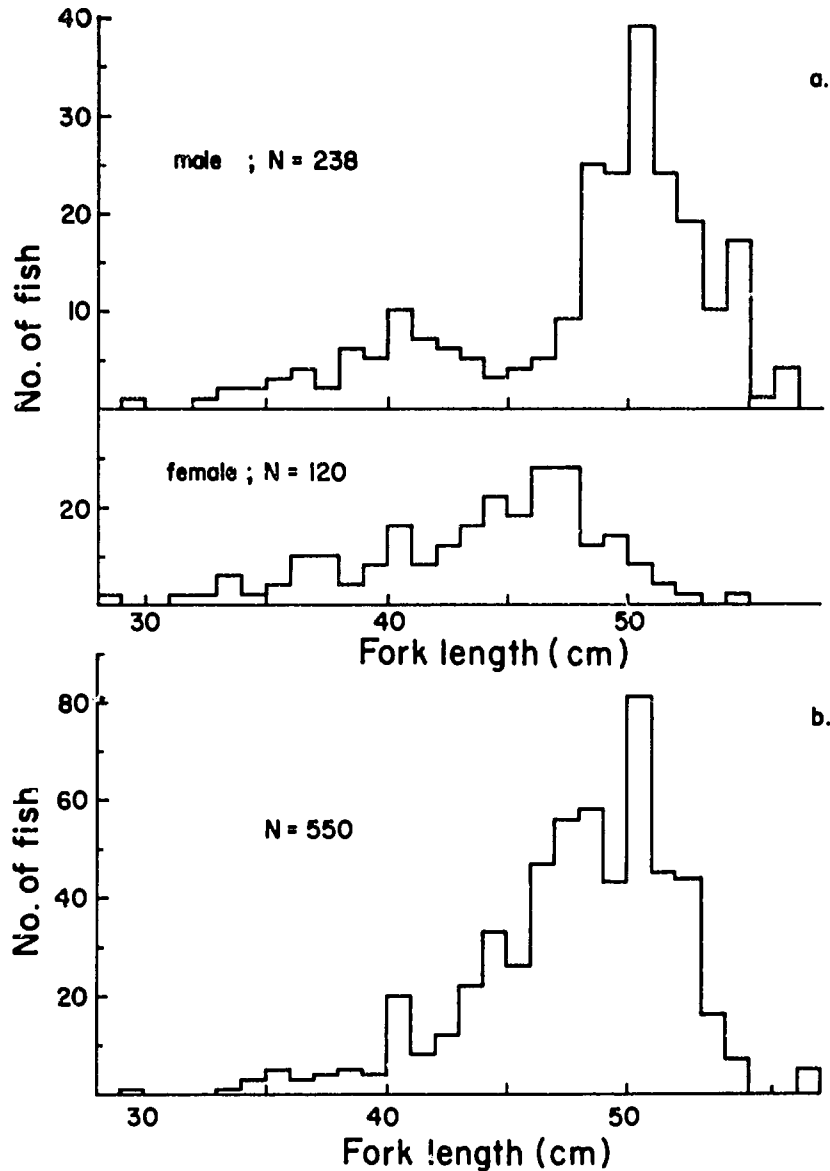 40
a.
30
male ; N = 238
20
10
No. of fish
female ; N = 120
20
30 40 50
Fork length (cm)
80
b.
60
N = 550
40
20
No. of fish
30 40 50
Fork length (cm)